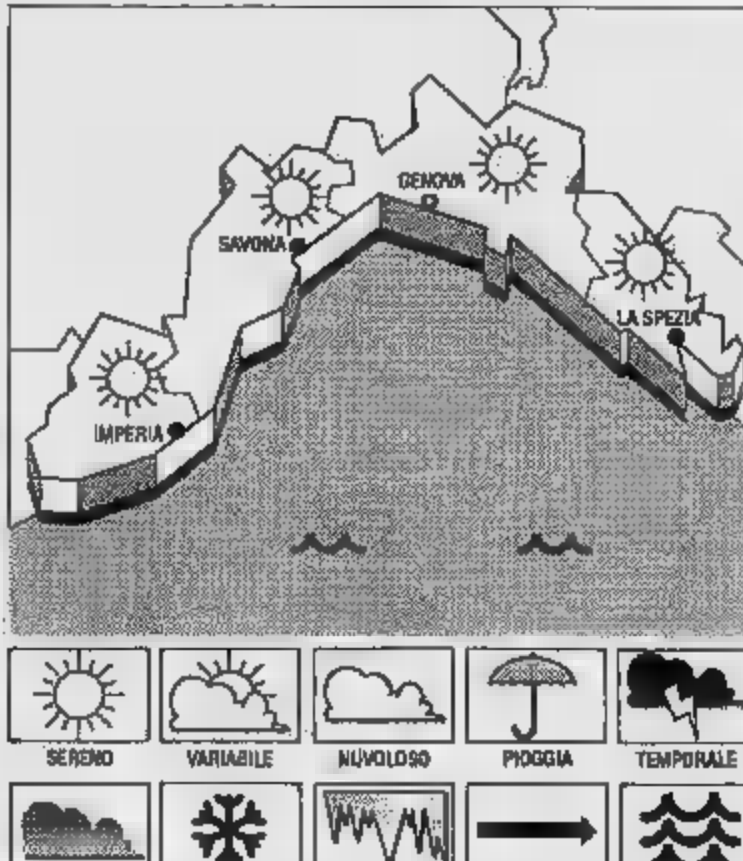 GENOVA
SAVONA
LA SPEZIA
IMPERIA
SERENO VARIABILE NUVOLOSO PIOGGIA TEMPORALE